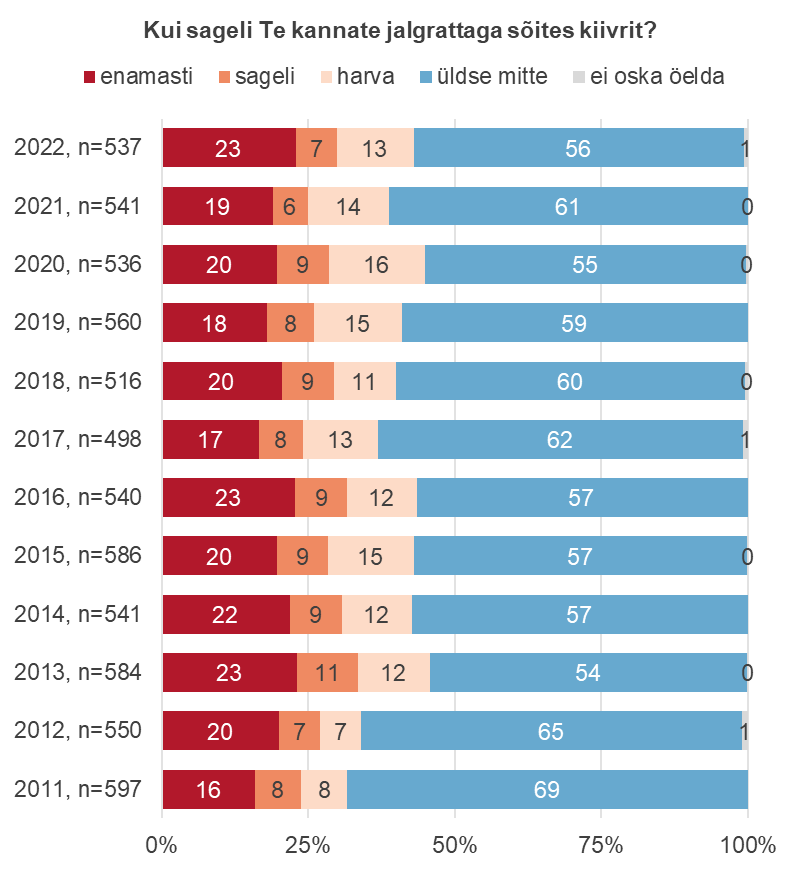 Kui sageli Te kannate jalgrattaga sõites kiivrit?
enamasti sageli harva üldse mitte ei oska öelda
2022, n=537 23 7 13 56 1
2021, n=541 19 6 14 61 0
2020, n=536 20 9 16 55 0
2019, n=560 18 8 15 59
2018, n=516 20 9 11 60 0
2017, n=498 17 8 13 62 1
2016, n=540 23 9 12 57
2015, n=586 20 9 15 57 0
2014, n=541 22 9 12 57
2013, n=584 23 11 12 54 0
2012, n=550 20 7 7 65 1
2011, n=597 16 8 8 69
0% 25% 50% 75% 100%